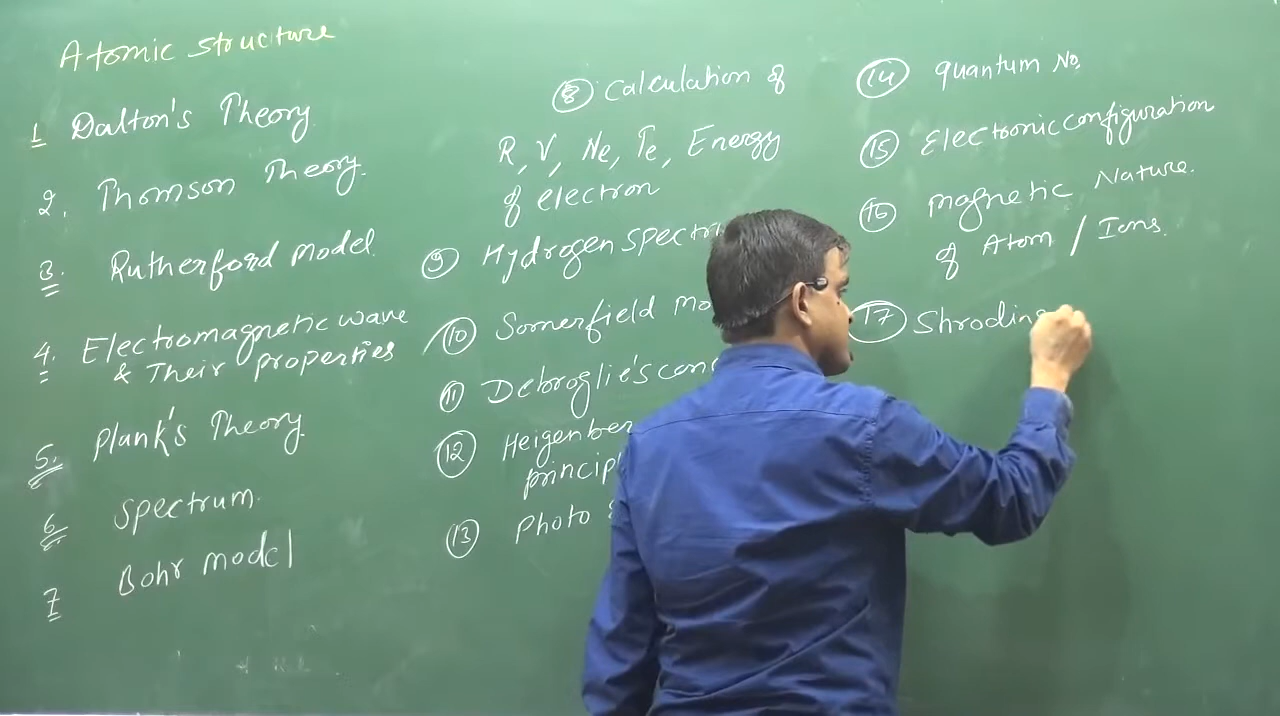 Atomic structure
1. Dalton's Theory.
2. Thomson Theory.
3. Rutherford model.
4. Electromagnetic wave
& Their properties
5. Plank's Theory.
6 spectrum.
7 Bohr model
8 Calculation of
R, V, Ne, Te, Energy
of electron
9 Hydrogen spectr
10 Somerfield Mo
11 Debroglie's con
12 Heigenber
princip
13 Photo
14 quantum No.
15 Electronic configuration
16 magnetic Nature.
of Atom / Ions.
17 Shroding